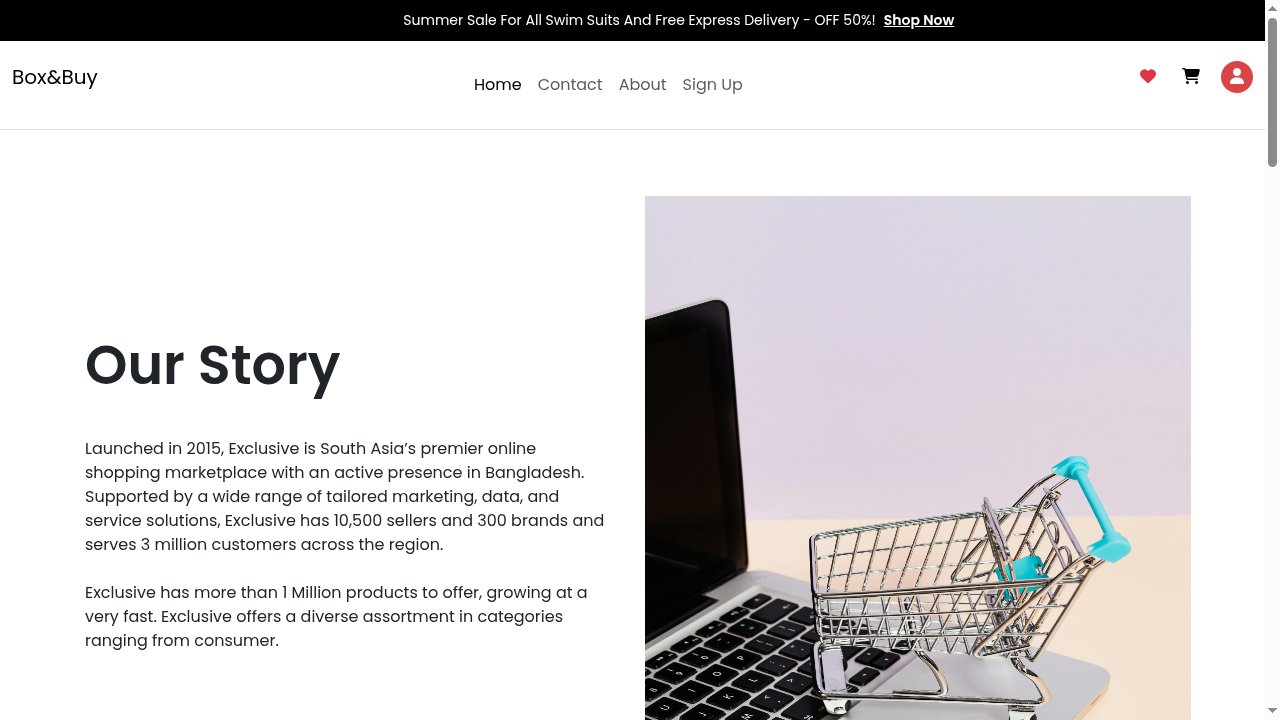 Summer Sale For All Swim Suits And Free Express Delivery - OFF 50%! Shop Now
Box&Buy
Home Contact About Sign Up
Our Story
Launched in 2015, Exclusive is South Asia’s premier online
shopping marketplace with an active presence in Bangladesh.
Supported by a wide range of tailored marketing, data, and
service solutions, Exclusive has 10,500 sellers and 300 brands and
serves 3 million customers across the region.
Exclusive has more than 1 Million products to offer, growing at a
very fast. Exclusive offers a diverse assortment in categories
ranging from consumer.